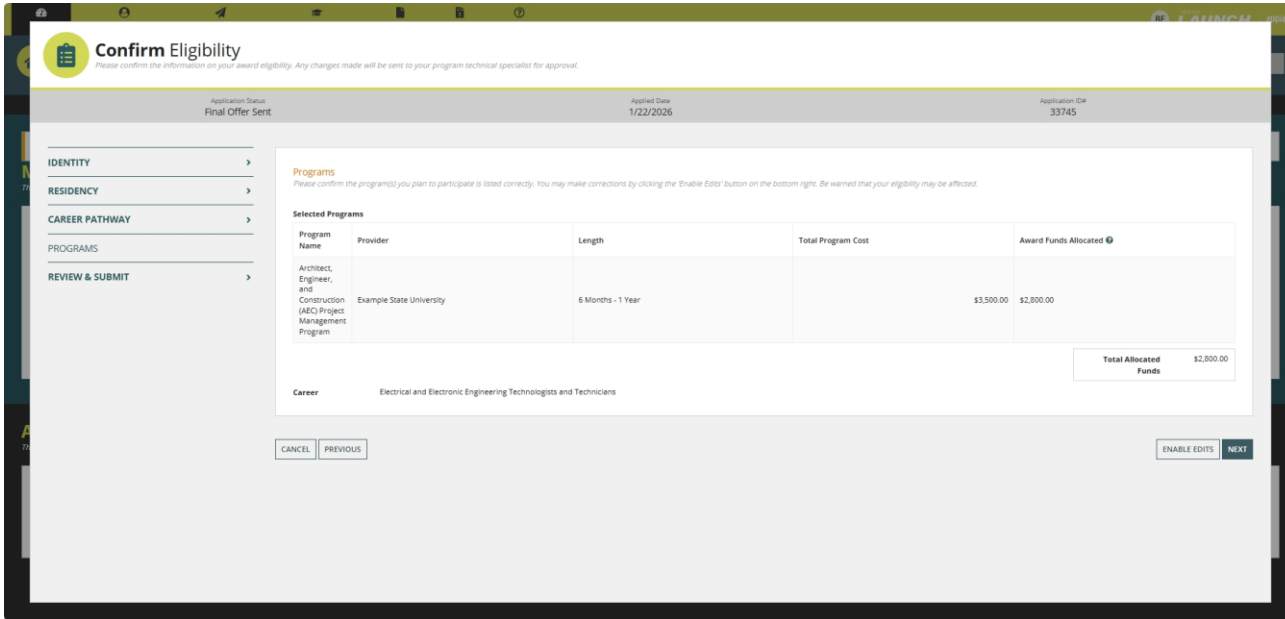 BF LAUNCH
Confirm Eligibility
Please confirm the information on your award eligibility. Any changes made will be sent to your program technical specialist for approval.
Application Status
Final Offer Sent
Applied Date
1/22/2026
Application ID#
33745
IDENTITY
RESIDENCY
CAREER PATHWAY
PROGRAMS
REVIEW & SUBMIT
Programs
Please confirm the program(s) you plan to participate is listed correctly. You may make corrections by clicking the 'Enable Edits' button on the bottom right. Be warned that your eligibility may be affected.
Selected Programs
Program
Name
Provider
Length
Total Program Cost
Award Funds Allocated
Architect,
Engineer,
and
Construction
(AEC) Project
Management
Program
Example State University
6 Months - 1 Year
$3,500.00
$2,800.00
Total Allocated
Funds
$2,800.00
Career
Electrical and Electronic Engineering Technologists and Technicians
CANCEL
PREVIOUS
ENABLE EDITS
NEXT